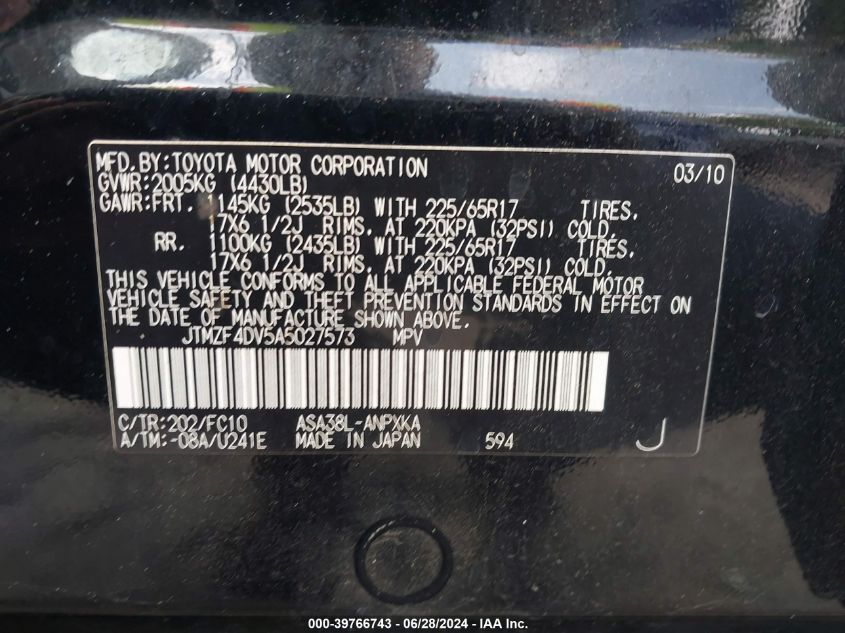 MFD.BY:TOYOTA MOTOR CORPORATION 03/10
GVWR:2005KG (4430LB)
GAWR:FRT. 1145KG (2535LB) WITH 225/65R17 TIRES.
17X6 1/2J RIMS. AT 220KPA (32PSI) COLD.
RR. 1100KG (2435LB) WITH 225/65R17 TIRES.
17X6 1/2J RIMS. AT 220KPA (32PSI) COLD.
THIS VEHICLE CONFORMS TO ALL APPLICABLE FEDERAL MOTOR
VEHICLE SAFETY AND THEFT PREVENTION STANDARDS IN EFFECT ON
THE DATE OF MANUFACTURE SHOWN ABOVE.
JTMZF4DV5A5027573 MPV
C/TR:202/FC10 ASA38L-ANPXKA
A/TM:-08A/U241E MADE IN JAPAN 594 J
000-39766743 / 06/28/2024 - IAA Inc.